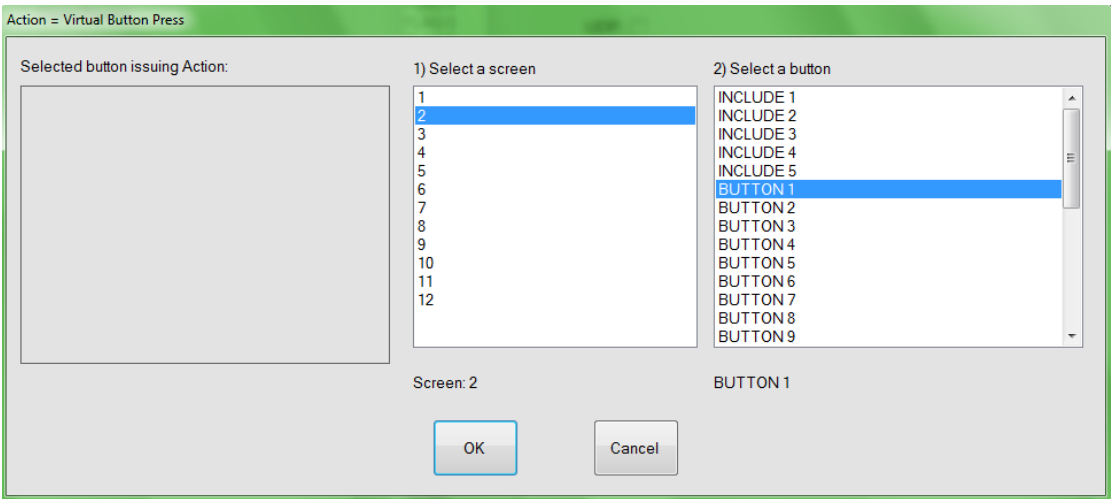 Action = Virtual Button Press
Selected button issuing Action:
1) Select a screen
1
2
3
4
5
6
7
8
9
10
11
12
Screen: 2
2) Select a button
INCLUDE 1
INCLUDE 2
INCLUDE 3
INCLUDE 4
INCLUDE 5
BUTTON 1
BUTTON 2
BUTTON 3
BUTTON 4
BUTTON 5
BUTTON 6
BUTTON 7
BUTTON 8
BUTTON 9
BUTTON 1
OK
Cancel